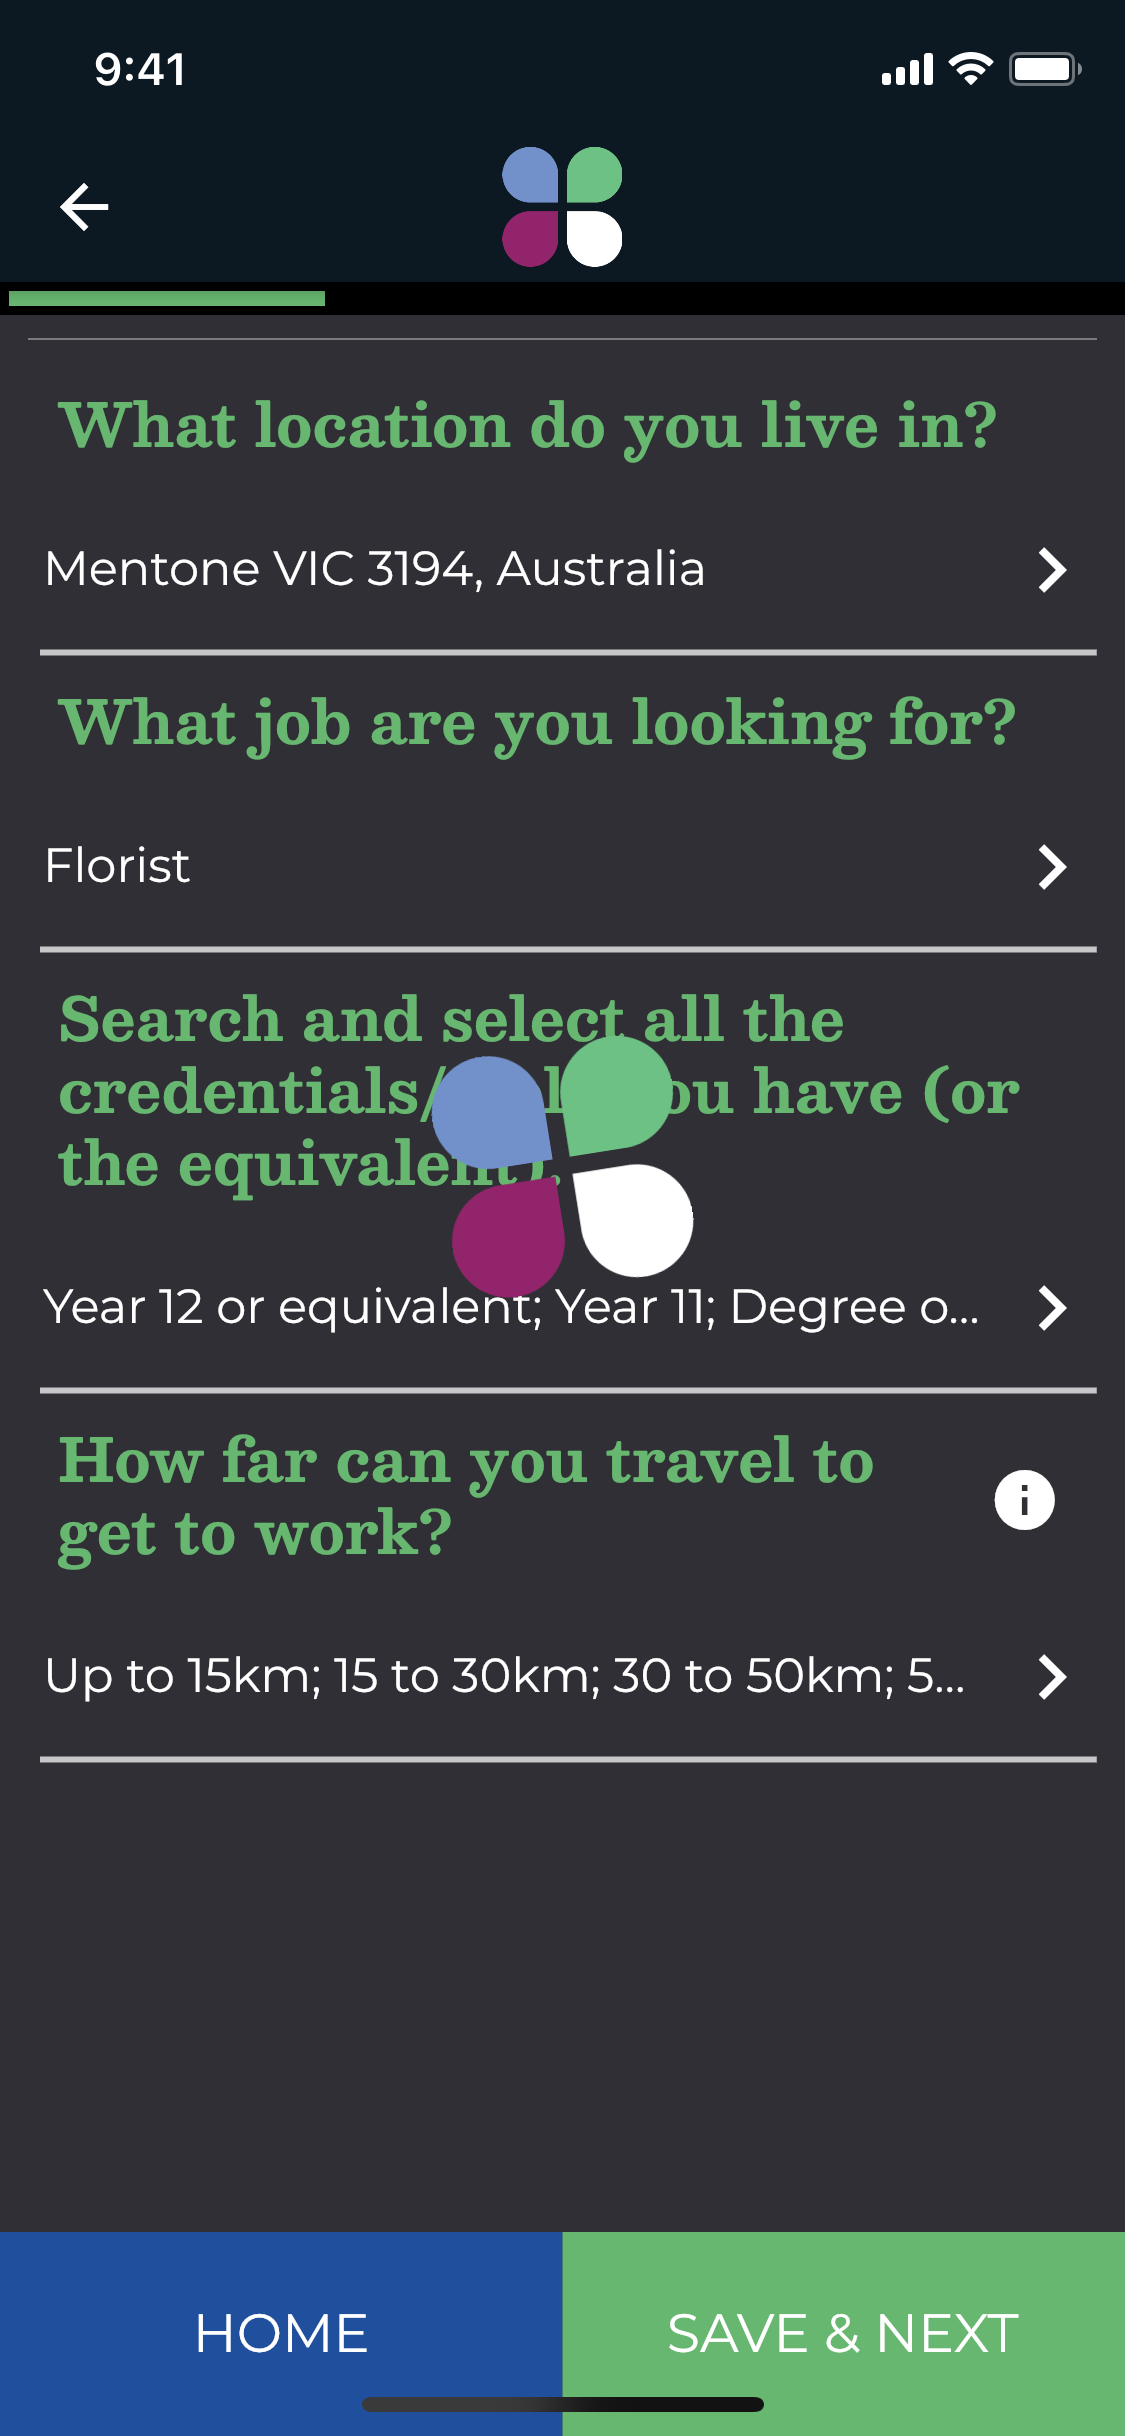 9:41
What location do you live in?
Mentone VIC 3194, Australia
What job are you looking for?
Florist
Search and select all the
credentials/ you have (or
the equivalent).
Year 12 or equivalent; Year 11; Degree o...
How far can you travel to
get to work?
i
Up to 15km; 15 to 30km; 30 to 50km; 5...
HOME
SAVE & NEXT